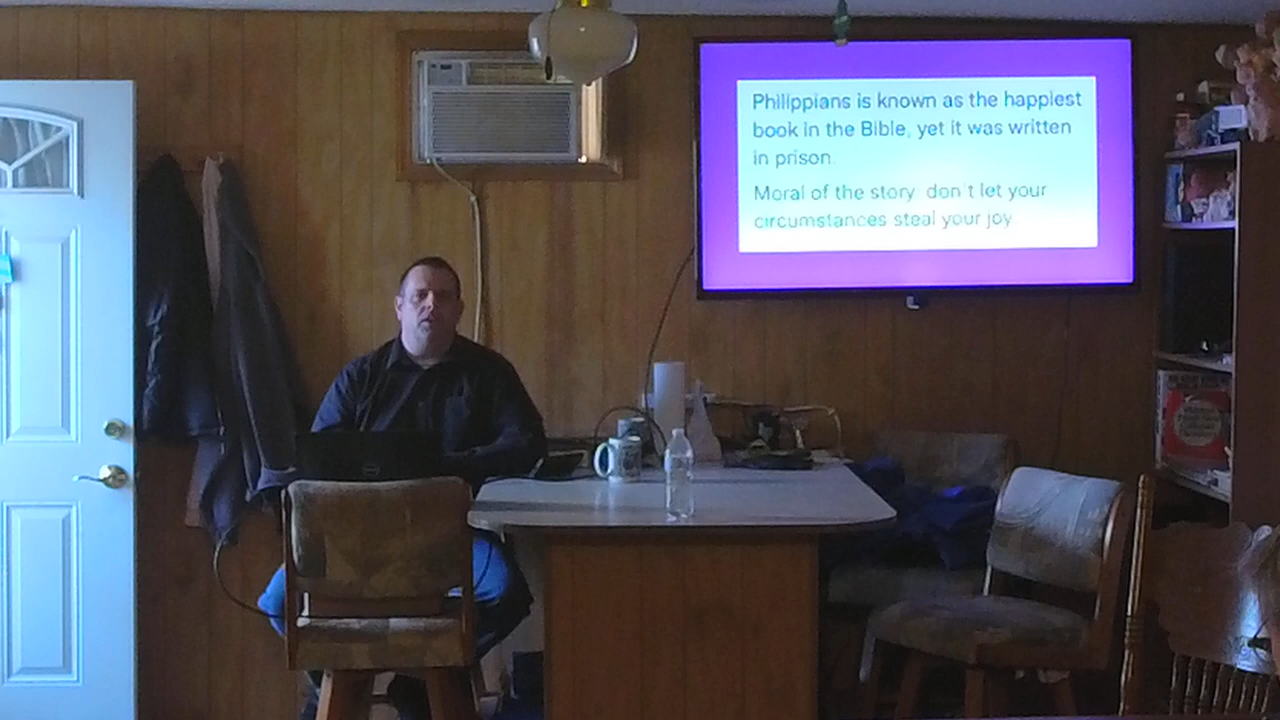 Philippians is known as the happiest
book in the Bible, yet it was written
in prison.
Moral of the story: don't let your
circumstances steal your joy